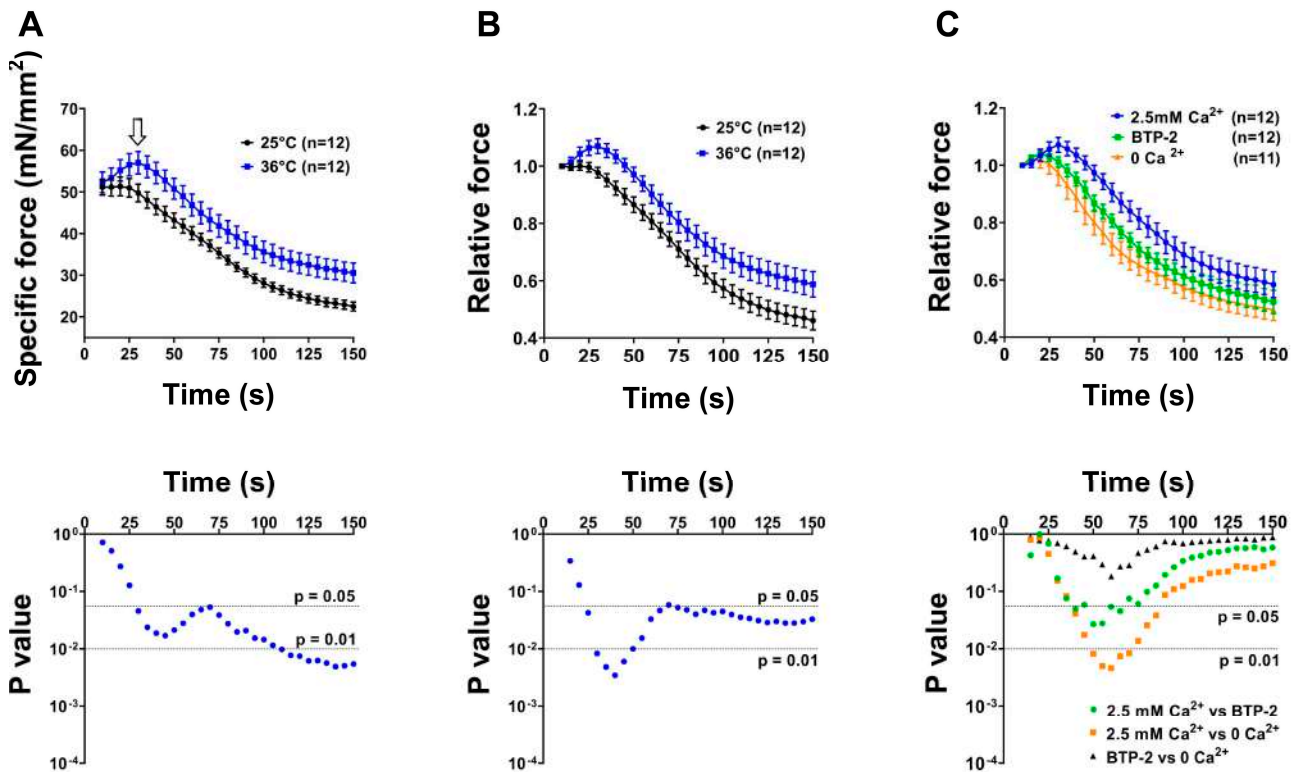 A
Specific force (mN/mm²)
70
60
50
40
30
20
25°C (n=12)
36°C (n=12)
0 25 50 75 100 125 150
Time (s)
B
Relative force
1.2
1.0
0.8
0.6
0.4
25°C (n=12)
36°C (n=12)
0 25 50 75 100 125 150
Time (s)
C
Relative force
1.2
1.0
0.8
0.6
0.4
2.5mM Ca²⁺ (n=12)
BTP-2 (n=12)
0 Ca ²⁺ (n=11)
0 25 50 75 100 125 150
Time (s)
Time (s)
0 25 50 75 100 125 150
P value
10⁰
10⁻¹
10⁻²
10⁻³
10⁻⁴
p = 0.05
p = 0.01
Time (s)
0 25 50 75 100 125 150
P value
10⁰
10⁻¹
10⁻²
10⁻³
10⁻⁴
p = 0.05
p = 0.01
Time (s)
0 25 50 75 100 125 150
P value
10⁰
10⁻¹
10⁻²
10⁻³
10⁻⁴
p = 0.05
p = 0.01
2.5 mM Ca²⁺ vs BTP-2
2.5 mM Ca²⁺ vs 0 Ca²⁺
BTP-2 vs 0 Ca²⁺